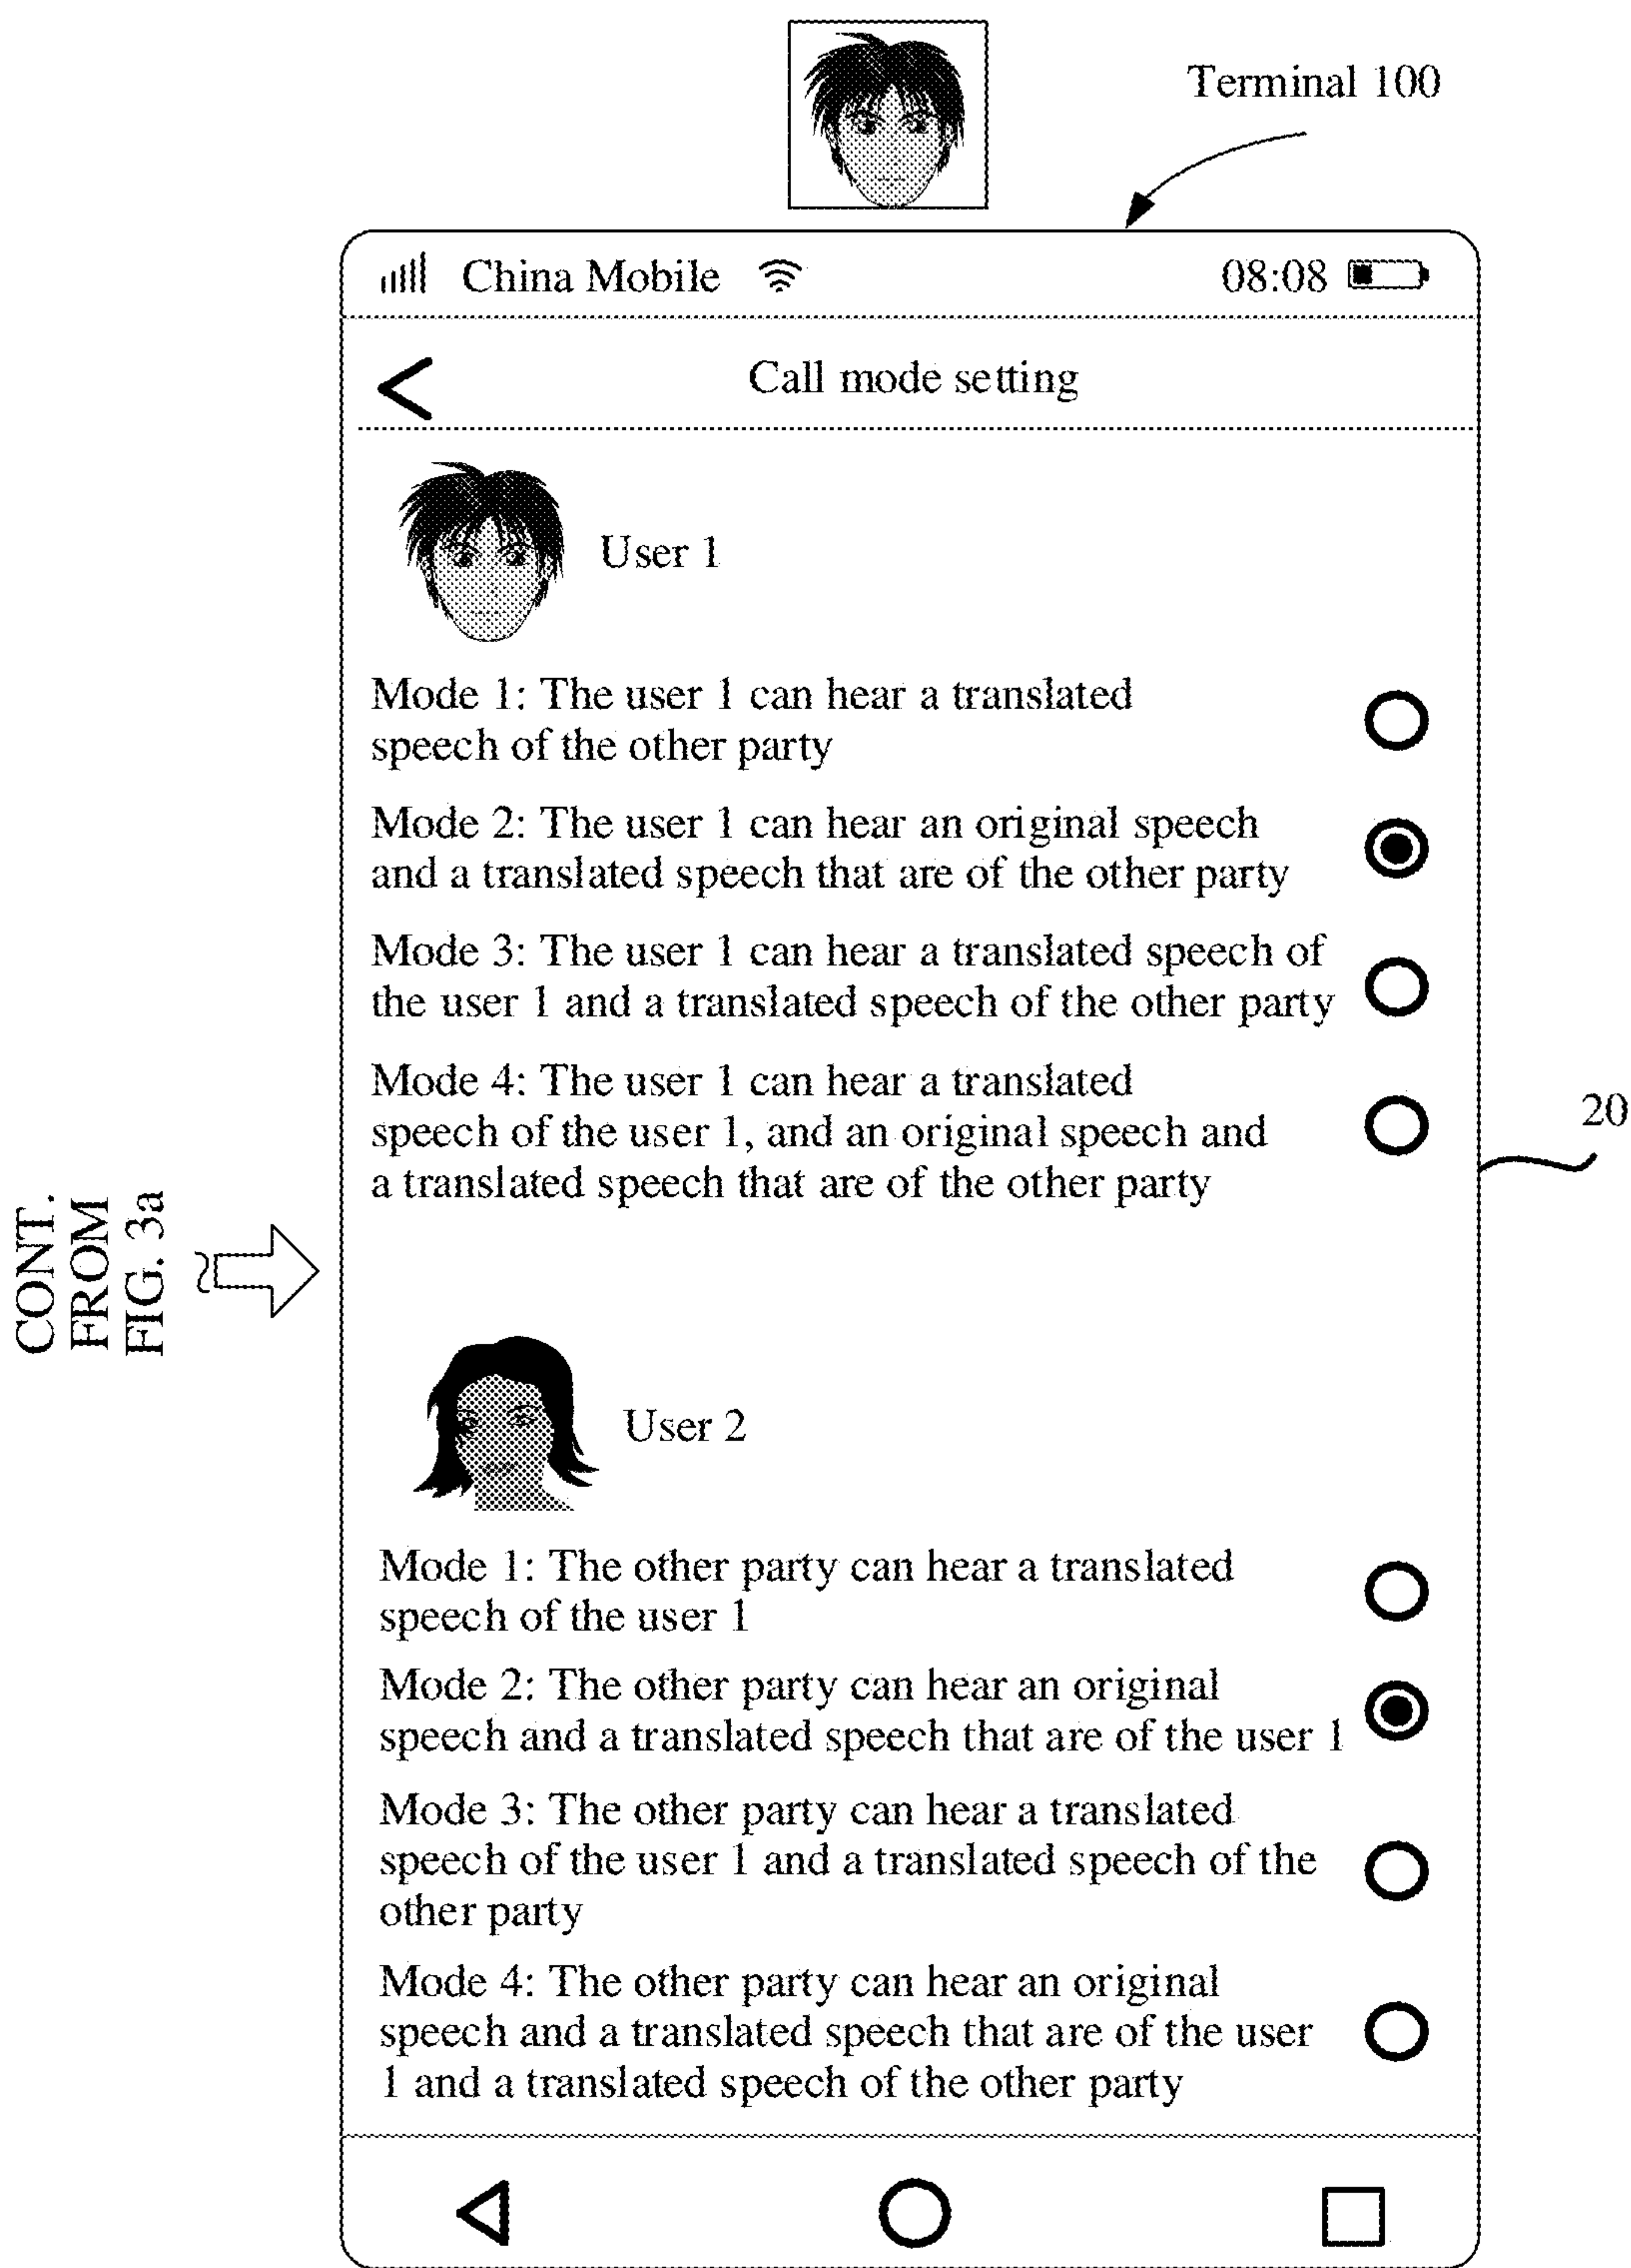 Terminal 100
China Mobile 08:08
Call mode setting
User 1
Mode 1: The user 1 can hear a translated
speech of the other party
Mode 2: The user 1 can hear an original speech
and a translated speech that are of the other party
Mode 3: The user 1 can hear a translated speech of
the user 1 and a translated speech of the other party
Mode 4: The user 1 can hear a translated
speech of the user 1, and an original speech and
a translated speech that are of the other party
20
CONT.
FROM
FIG. 3a
User 2
Mode 1: The other party can hear a translated
speech of the user 1
Mode 2: The other party can hear an original
speech and a translated speech that are of the user 1
Mode 3: The other party can hear a translated
speech of the user 1 and a translated speech of the
other party
Mode 4: The other party can hear an original
speech and a translated speech that are of the user
1 and a translated speech of the other party